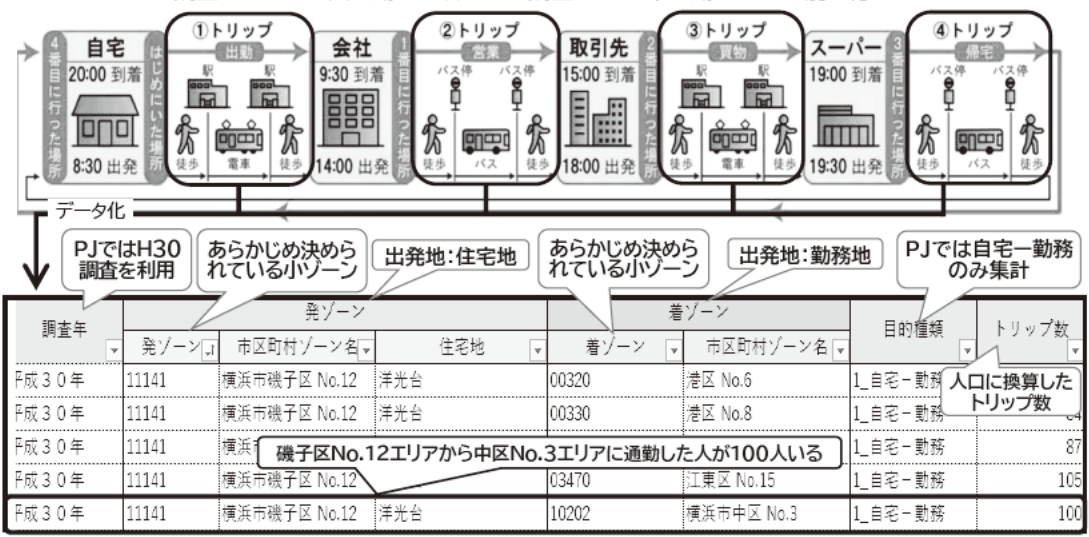 4番目に行った場所
自宅
20:00 到着
8:30 出発
はじめにいた場所
①トリップ
出勤
駅
駅
徒歩
電車
徒歩
会社
9:30 到着
14:00 出発
1番目に行った場所
②トリップ
営業
バス停
バス停
徒歩
バス
徒歩
取引先
15:00 到着
18:00 出発
2番目に行った場所
③トリップ
買物
駅
駅
徒歩
電車
徒歩
スーパー
19:00 到着
19:30 出発
3番目に行った場所
④トリップ
帰宅
バス停
バス停
徒歩
バス
徒歩
データ化
PJではH30
調査を利用
あらかじめ決めら
れている小ゾーン
出発地:住宅地
あらかじめ決めら
れている小ゾーン
出発地:勤務地
PJでは自宅ー勤務
のみ集計
調査年
発ゾーン
着ゾーン
目的種類
トリップ数
発ゾーン
市区町村ゾーン名
住宅地
着ゾーン
市区町村ゾーン名
人口に換算した
トリップ数
平成30年 11141 横浜市磯子区 No.12 洋光台 00320 港区 No.6 1_自宅−勤務
平成30年 11141 横浜市磯子区 No.12 洋光台 00330 港区 No.8 1_自宅−勤務
平成30年 11141 1_自宅−勤務 87
磯子区No.12エリアから中区No.3エリアに通勤した人が100人いる
平成30年 11141 横浜市磯子区 No.12 03470 江東区 No.15 1_自宅−勤務 105
平成30年 11141 横浜市磯子区 No.12 洋光台 10202 横浜市中区 No.3 1_自宅−勤務 100